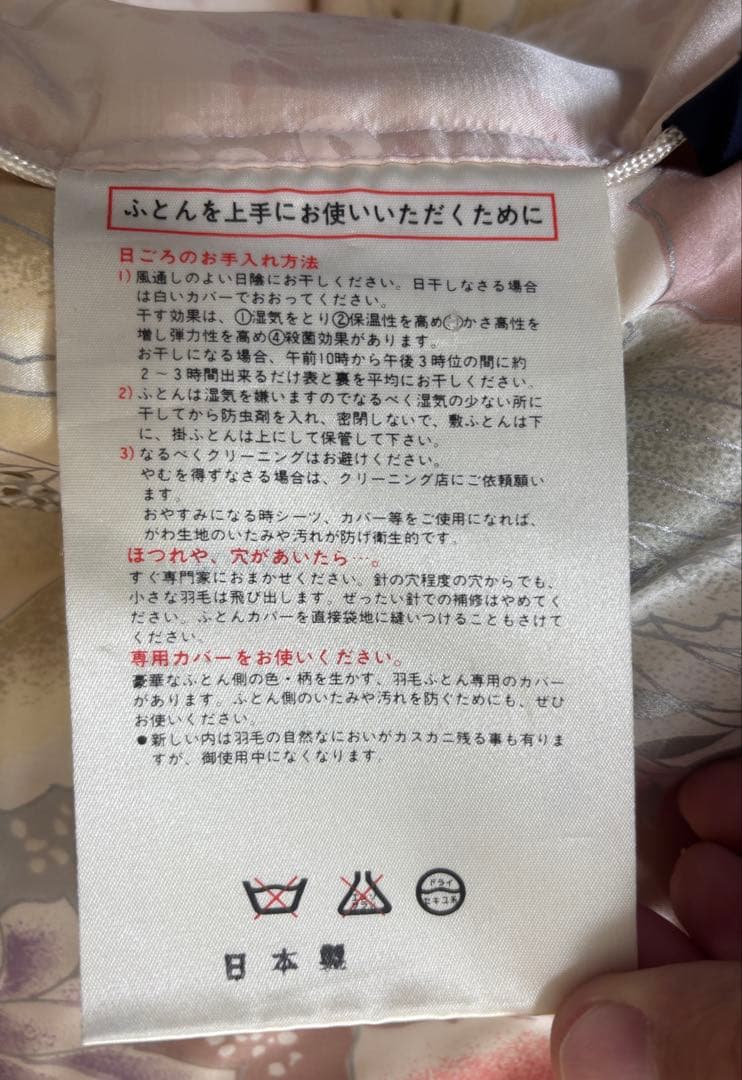 ふとんを上手にお使いいただくために
日ごろのお手入れ方法
1) 風通しのよい日陰にお干しください。日干しなさる場合
は白いカバーでおおってください。
干す効果は、①湿気をとり②保温性を高め③かさ高性を
増し弾力性を高め④殺菌効果があります。
お干しになる場合、午前10時から午後3時位の間に約
2〜3時間出来るだけ表と裏を平均にお干しください。
2) ふとんは湿気を嫌いますのでなるべく湿気の少ない所に
干してから防虫剤を入れ、密閉しないで、敷ふとんは下
に、掛ふとんは上にして保管して下さい。
3) なるべくクリーニングはお避けください。
やむを得ずなさる場合は、クリーニング店にご依頼願い
ます。
おやすみになる時シーツ、カバー等をご使用になれば、
がわ生地のいたみや汚れが防げ衛生的です。
ほつれや、穴があいたら…。
すぐ専門家におまかせください。針の穴程度の穴からでも、
小さな羽毛は飛び出します。ぜったい針での補修はやめてく
ださい。ふとんカバーを直接袋地に縫いつけることもさけて
ください。
専用カバーをお使いください。
豪華なふとん側の色・柄を生かす、羽毛ふとん専用のカバー
があります。ふとん側のいたみや汚れを防ぐためにも、ぜひ
お使いください。
●新しい内は羽毛の自然なにおいがカスカニ残る事も有りま
すが、御使用中になくなります。
エンソ
サラシ
ドライ
セキユ系
日本製